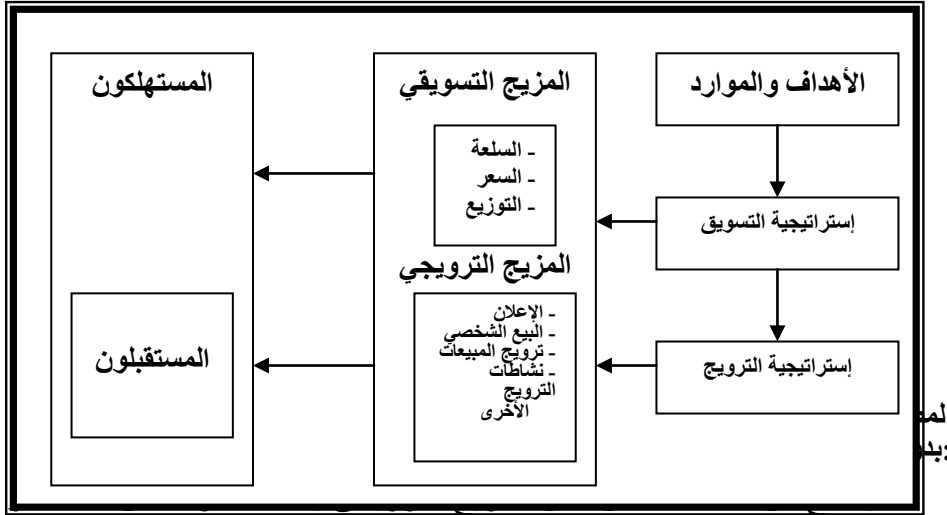 الأهداف والموارد
إستراتيجية التسويق
إستراتيجية الترويج
المزيج التسويقي
- السلعة
- السعر
- التوزيع
المزيج الترويجي
- الإعلان
- البيع الشخصي
- ترويج المبيعات
- نشاطات
الترويج
الأخرى
المستهلكون
المستقبلون